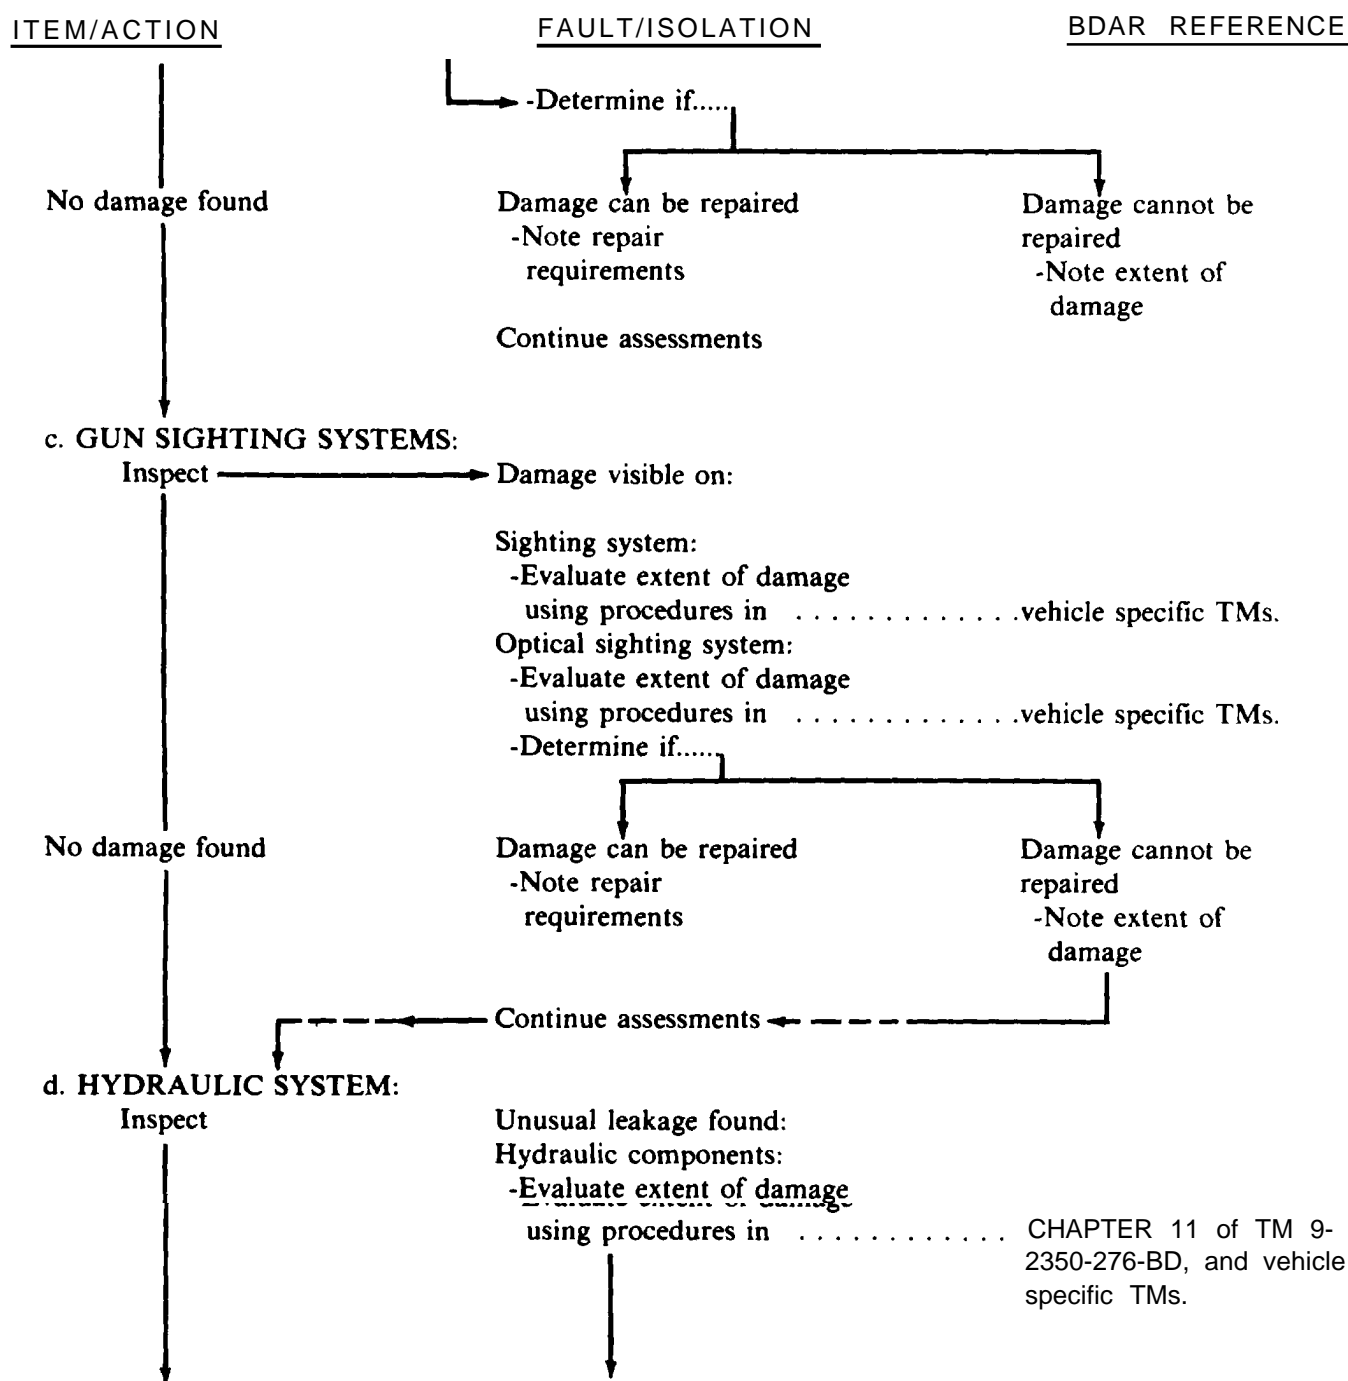 ITEM/ACTION FAULT/ISOLATION BDAR REFERENCE
-Determine if.....
No damage found
Damage can be repaired
-Note repair
requirements
Damage cannot be
repaired
-Note extent of
damage
Continue assessments
c. GUN SIGHTING SYSTEMS:
Inspect
Damage visible on:
Sighting system:
-Evaluate extent of damage
using procedures in . . . . . . . . . . . . . vehicle specific TMs.
Optical sighting system:
-Evaluate extent of damage
using procedures in . . . . . . . . . . . . . vehicle specific TMs.
-Determine if......
No damage found
Damage can be repaired
-Note repair
requirements
Damage cannot be
repaired
-Note extent of
damage
Continue assessments
d. HYDRAULIC SYSTEM:
Inspect
Unusual leakage found:
Hydraulic components:
-Evaluate extent of damage
using procedures in . . . . . . . . . . . . CHAPTER 11 of TM 9-
2350-276-BD, and vehicle
specific TMs.